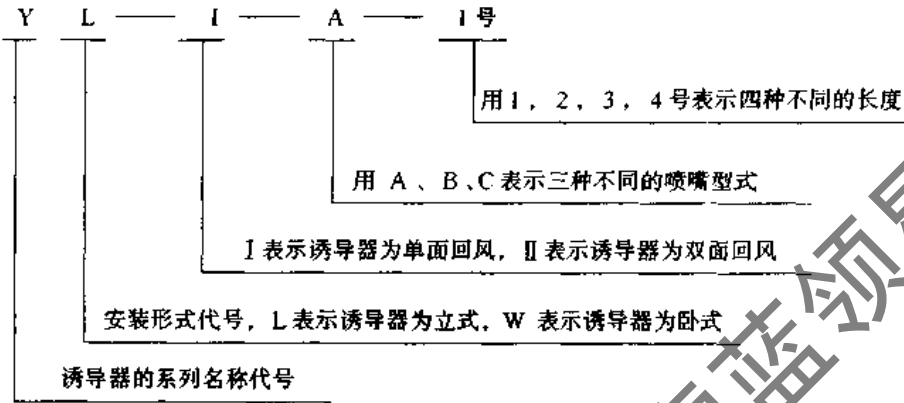 Y L — I — A — 1号
用1, 2, 3, 4号表示四种不同的长度
用 A、B、C表示三种不同的喷嘴型式
I表示诱导器为单面回风, II表示诱导器为双面回风
安装形式代号, L表示诱导器为立式, W 表示诱导器为卧式
诱导器的系列名称代号
蓝领